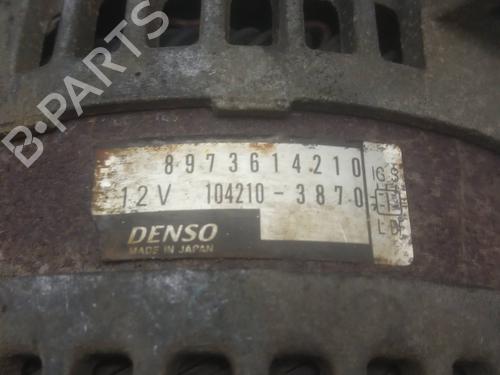 B-PARTS
8973614210
12V 104210-3870
IG S
L
DENSO
MADE IN JAPAN